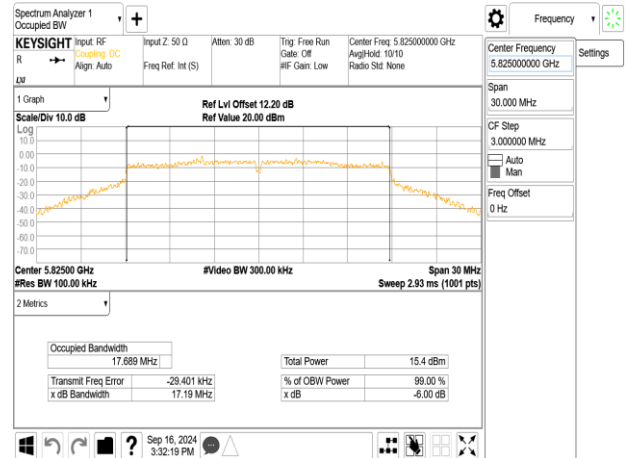 Spectrum Analyzer 1
Occupied BW
Frequency
KEYSIGHT
R
LXI
Input: RF
Coupling: DC
Align: Auto
Input Z: 50 Ω
Freq Ref: Int (S)
Atten: 30 dB
Trig: Free Run
Gate: Off
#IF Gain: Low
Center Freq: 5.825000000 GHz
Avg|Hold: 10/10
Radio Std: None
Center Frequency
5.825000000 GHz
Settings
Span
30.000 MHz
CF Step
3.000000 MHz
Auto
Man
Freq Offset
0 Hz
1 Graph
Scale/Div 10.0 dB
Ref Lvl Offset 12.20 dB
Ref Value 20.00 dBm
Log
10.0
0.00
-10.0
-20.0
-30.0
-40.0
-50.0
-60.0
-70.0
Center 5.82500 GHz
#Res BW 100.00 kHz
#Video BW 300.00 kHz
Span 30 MHz
Sweep 2.93 ms (1001 pts)
2 Metrics
Occupied Bandwidth
17.689 MHz
Transmit Freq Error -29.401 kHz
x dB Bandwidth 17.19 MHz
Total Power 15.4 dBm
% of OBW Power 99.00 %
x dB -6.00 dB
?
Sep 16, 2024
3:32:19 PM